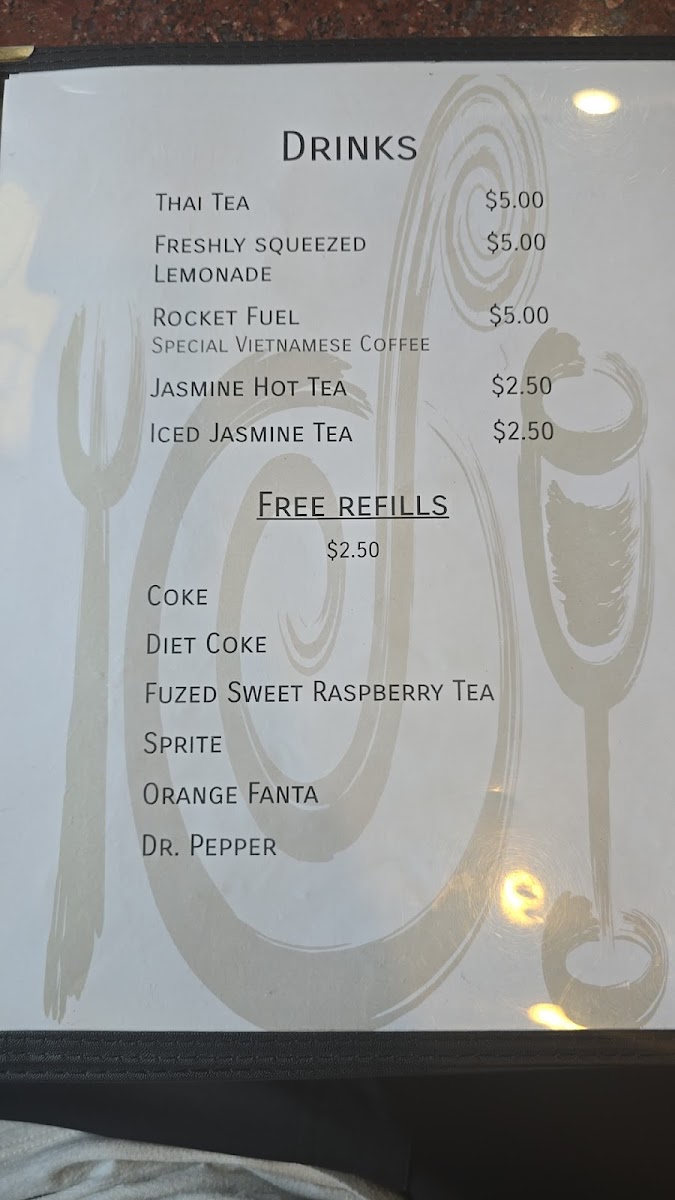 Drinks
Thai Tea $5.00
Freshly squeezed $5.00
Lemonade
Rocket Fuel $5.00
Special Vietnamese Coffee
Jasmine Hot Tea $2.50
Iced Jasmine Tea $2.50
Free refills
$2.50
Coke
Diet Coke
Fuzed Sweet Raspberry Tea
Sprite
Orange Fanta
Dr. Pepper